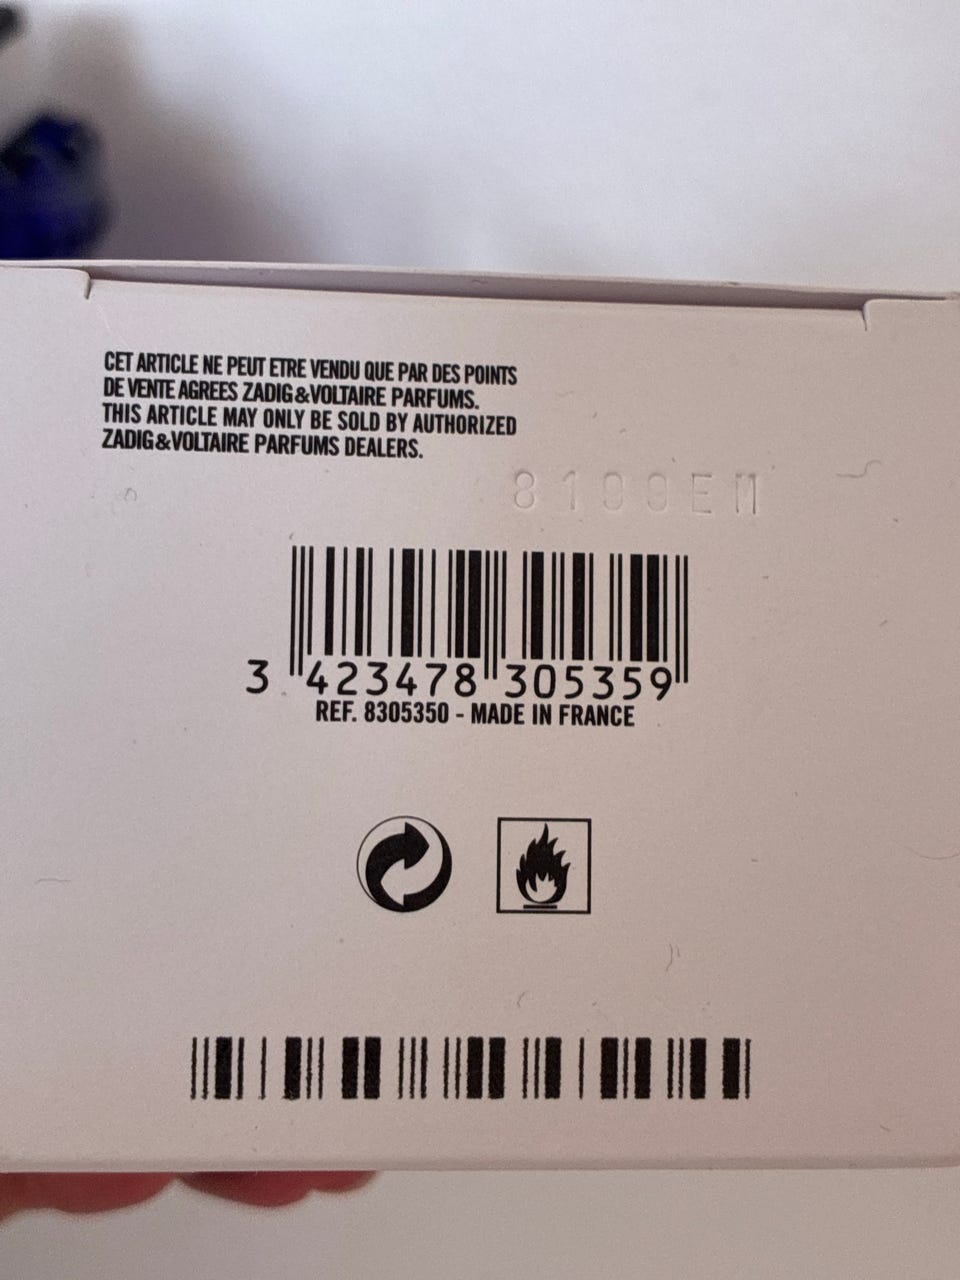 CET ARTICLE NE PEUT ETRE VENDU QUE PAR DES POINTS
DE VENTE AGREES ZADIG&VOLTAIRE PARFUMS.
THIS ARTICLE MAY ONLY BE SOLD BY AUTHORIZED
ZADIG&VOLTAIRE PARFUMS DEALERS.
8100EM
3 423478 305359
REF. 8305350 - MADE IN FRANCE